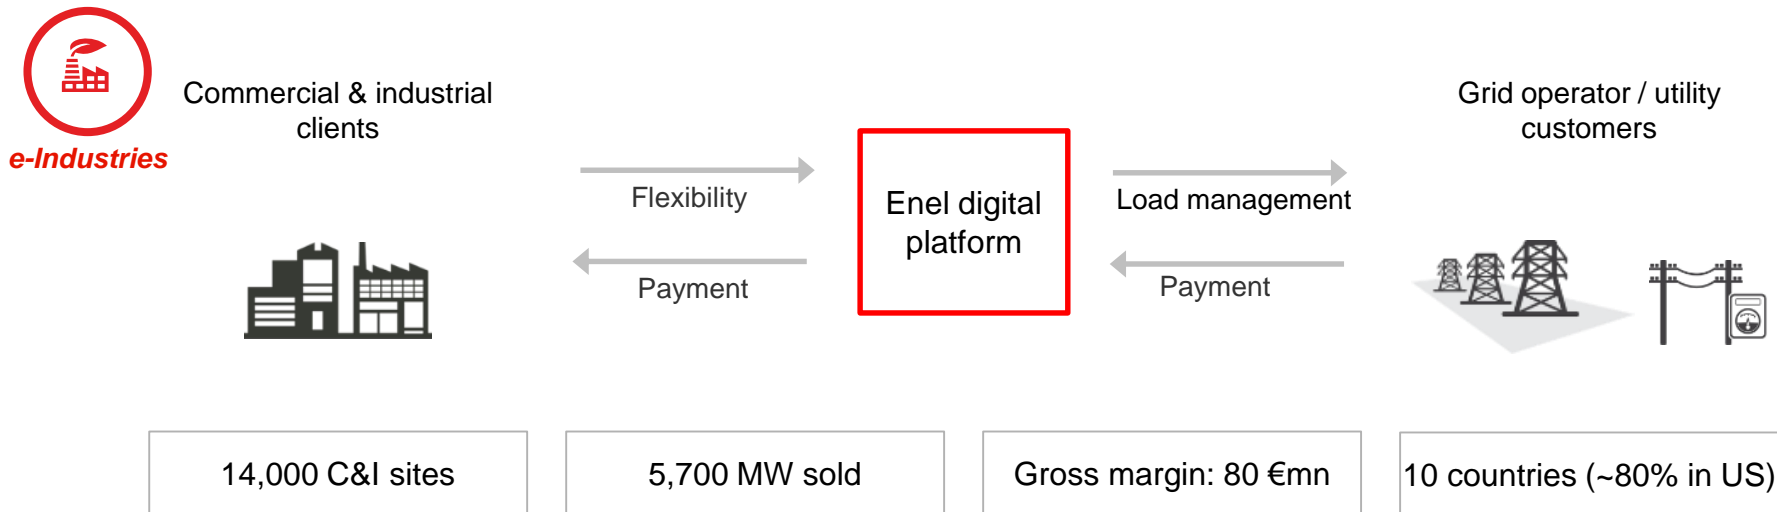 e-Industries
Commercial & industrial
clients
Flexibility
Payment
Enel digital
platform
Load management
Payment
Grid operator / utility
customers
14,000 C&I sites
5,700 MW sold
Gross margin: 80 €mn
10 countries (~80% in US)